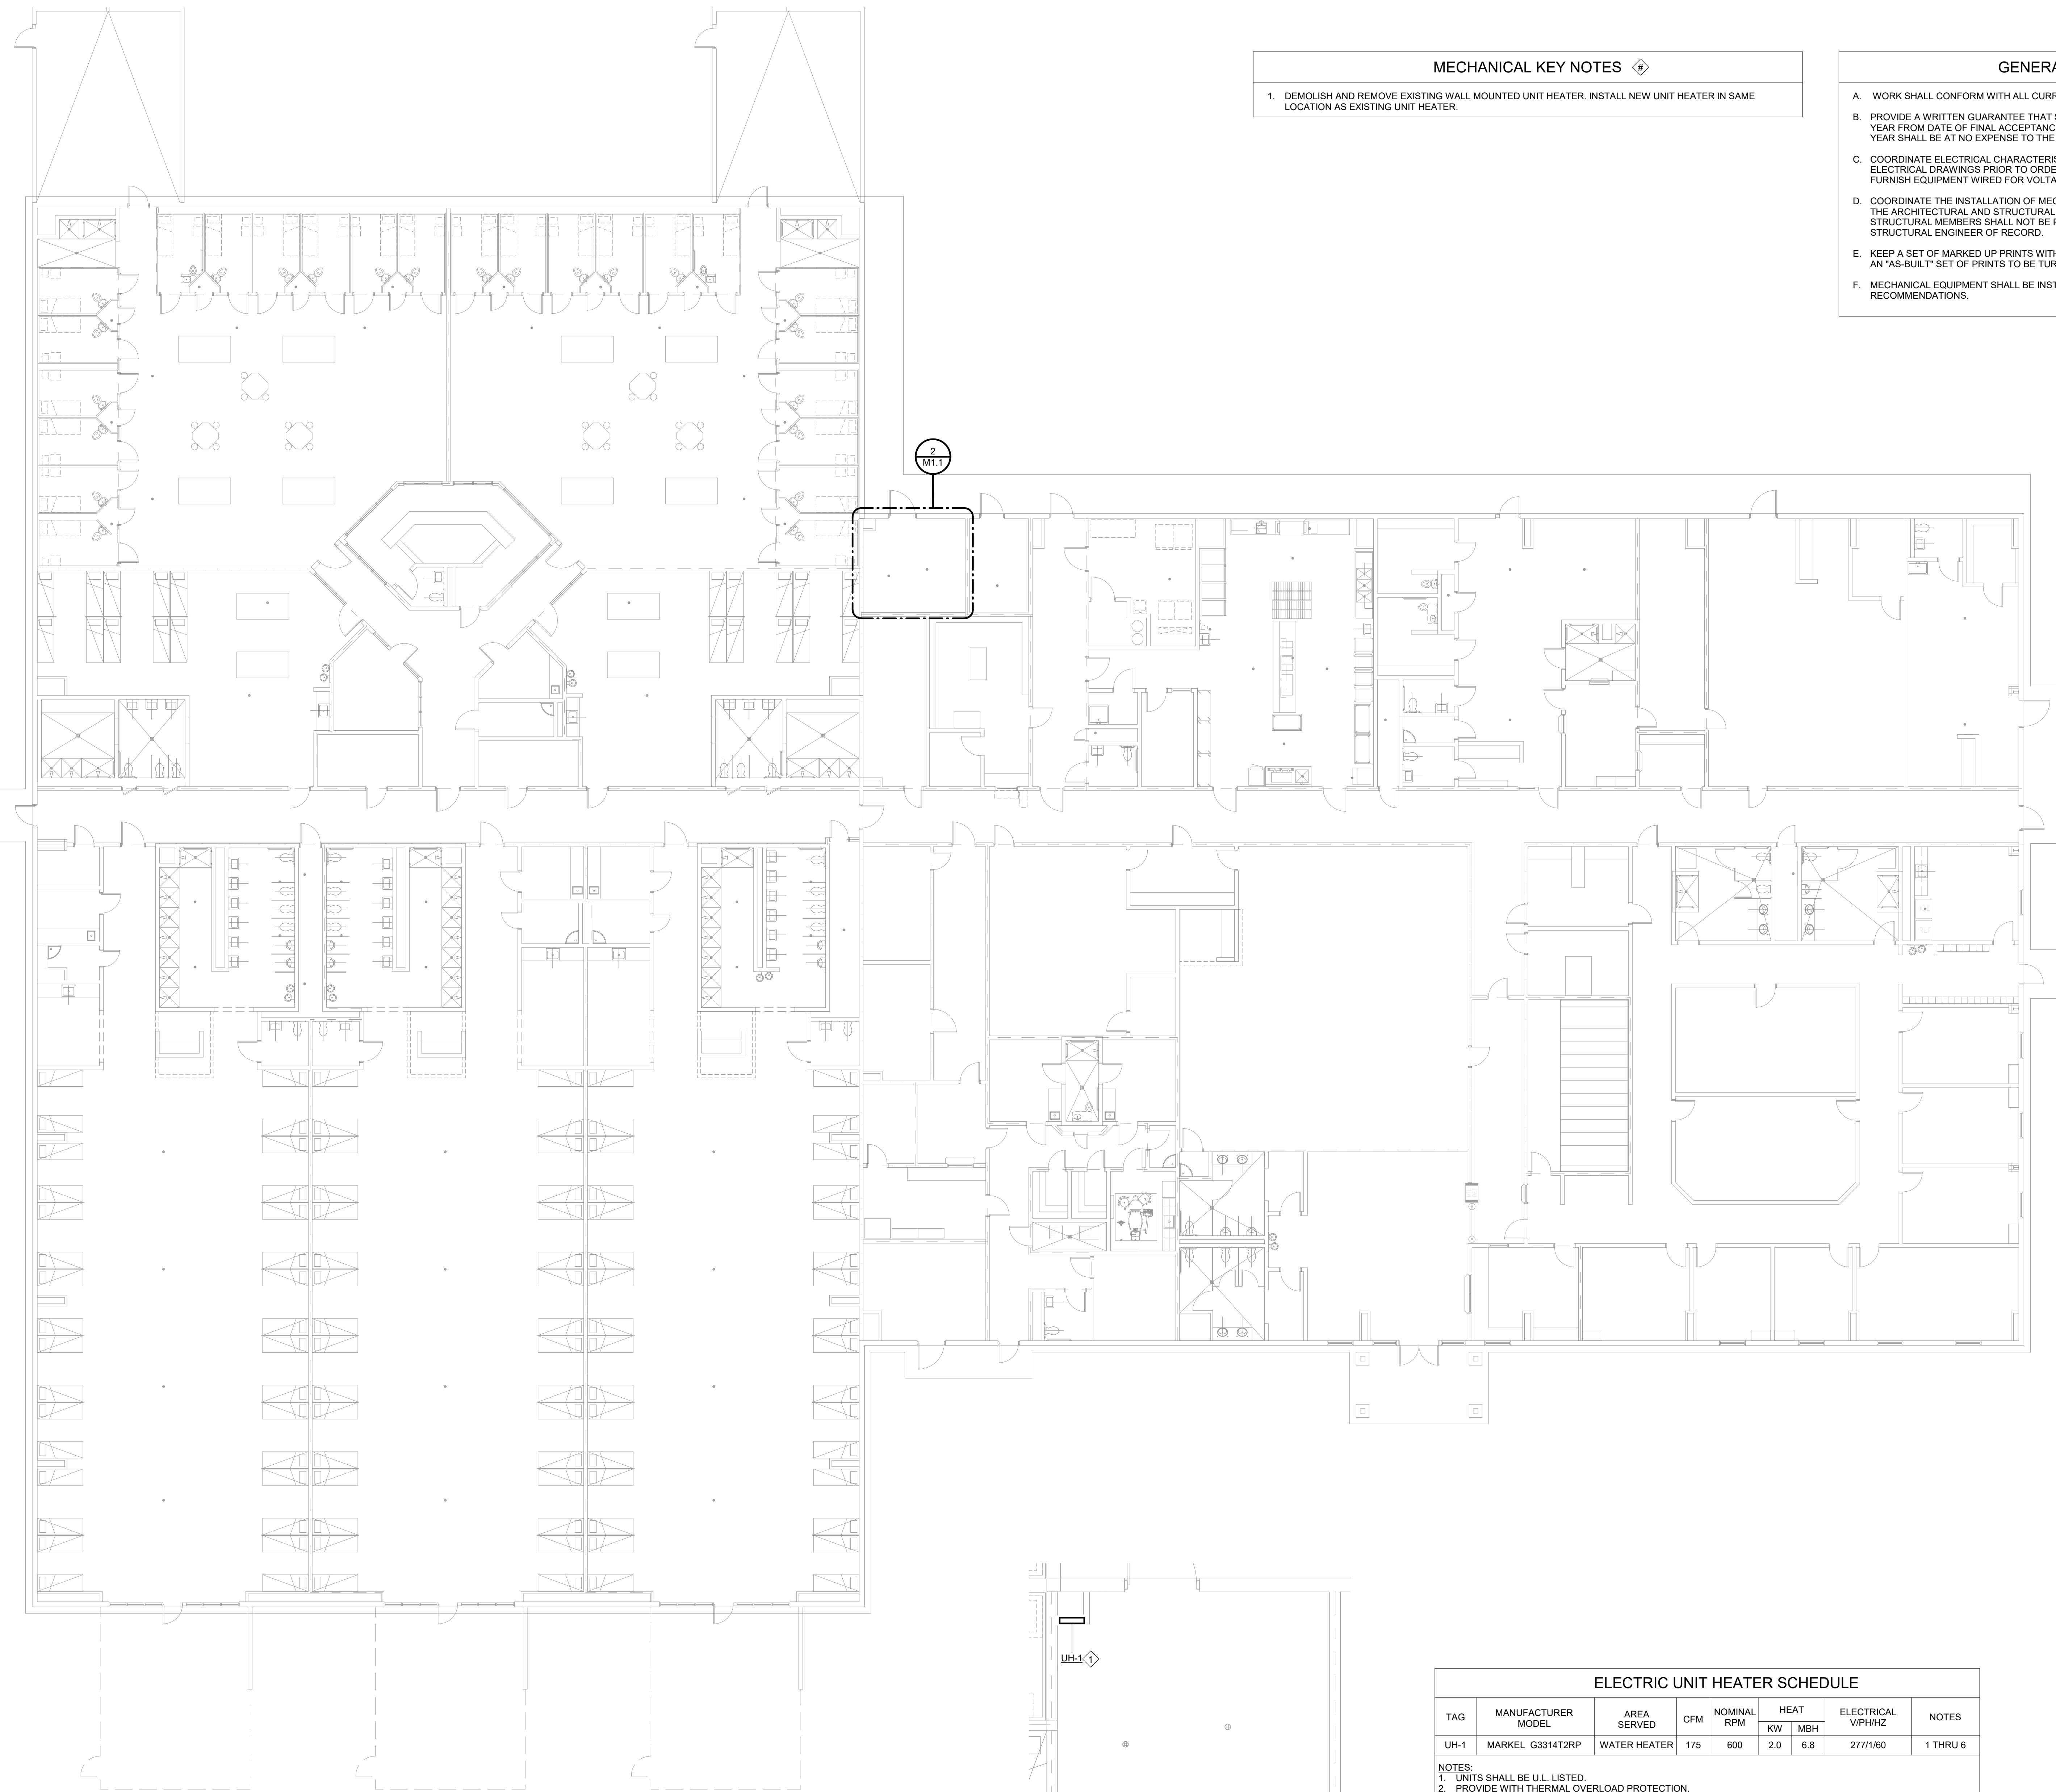 MECHANICAL KEY NOTES #
1. DEMOLISH AND REMOVE EXISTING WALL MOUNTED UNIT HEATER. INSTALL NEW UNIT HEATER IN SAME
LOCATION AS EXISTING UNIT HEATER.
GENERA
A. WORK SHALL CONFORM WITH ALL CURR
B. PROVIDE A WRITTEN GUARANTEE THAT S
YEAR FROM DATE OF FINAL ACCEPTANC
YEAR SHALL BE AT NO EXPENSE TO THE
C. COORDINATE ELECTRICAL CHARACTERIS
ELECTRICAL DRAWINGS PRIOR TO ORDE
FURNISH EQUIPMENT WIRED FOR VOLTA
D. COORDINATE THE INSTALLATION OF MEC
THE ARCHITECTURAL AND STRUCTURAL
STRUCTURAL MEMBERS SHALL NOT BE
STRUCTURAL ENGINEER OF RECORD.
E. KEEP A SET OF MARKED UP PRINTS WITH
AN "AS-BUILT" SET OF PRINTS TO BE TUR
F. MECHANICAL EQUIPMENT SHALL BE INST
RECOMMENDATIONS.
2
M1.1
UH-1 1
ELECTRIC UNIT HEATER SCHEDULE
TAG MANUFACTURER MODEL AREA SERVED CFM NOMINAL RPM HEAT ELECTRICAL V/PH/HZ NOTES
KW MBH
UH-1 MARKEL G3314T2RP WATER HEATER 175 600 2.0 6.8 277/1/60 1 THRU 6
NOTES:
1. UNITS SHALL BE U.L. LISTED.
2. PROVIDE WITH THERMAL OVERLOAD PROTECTION.